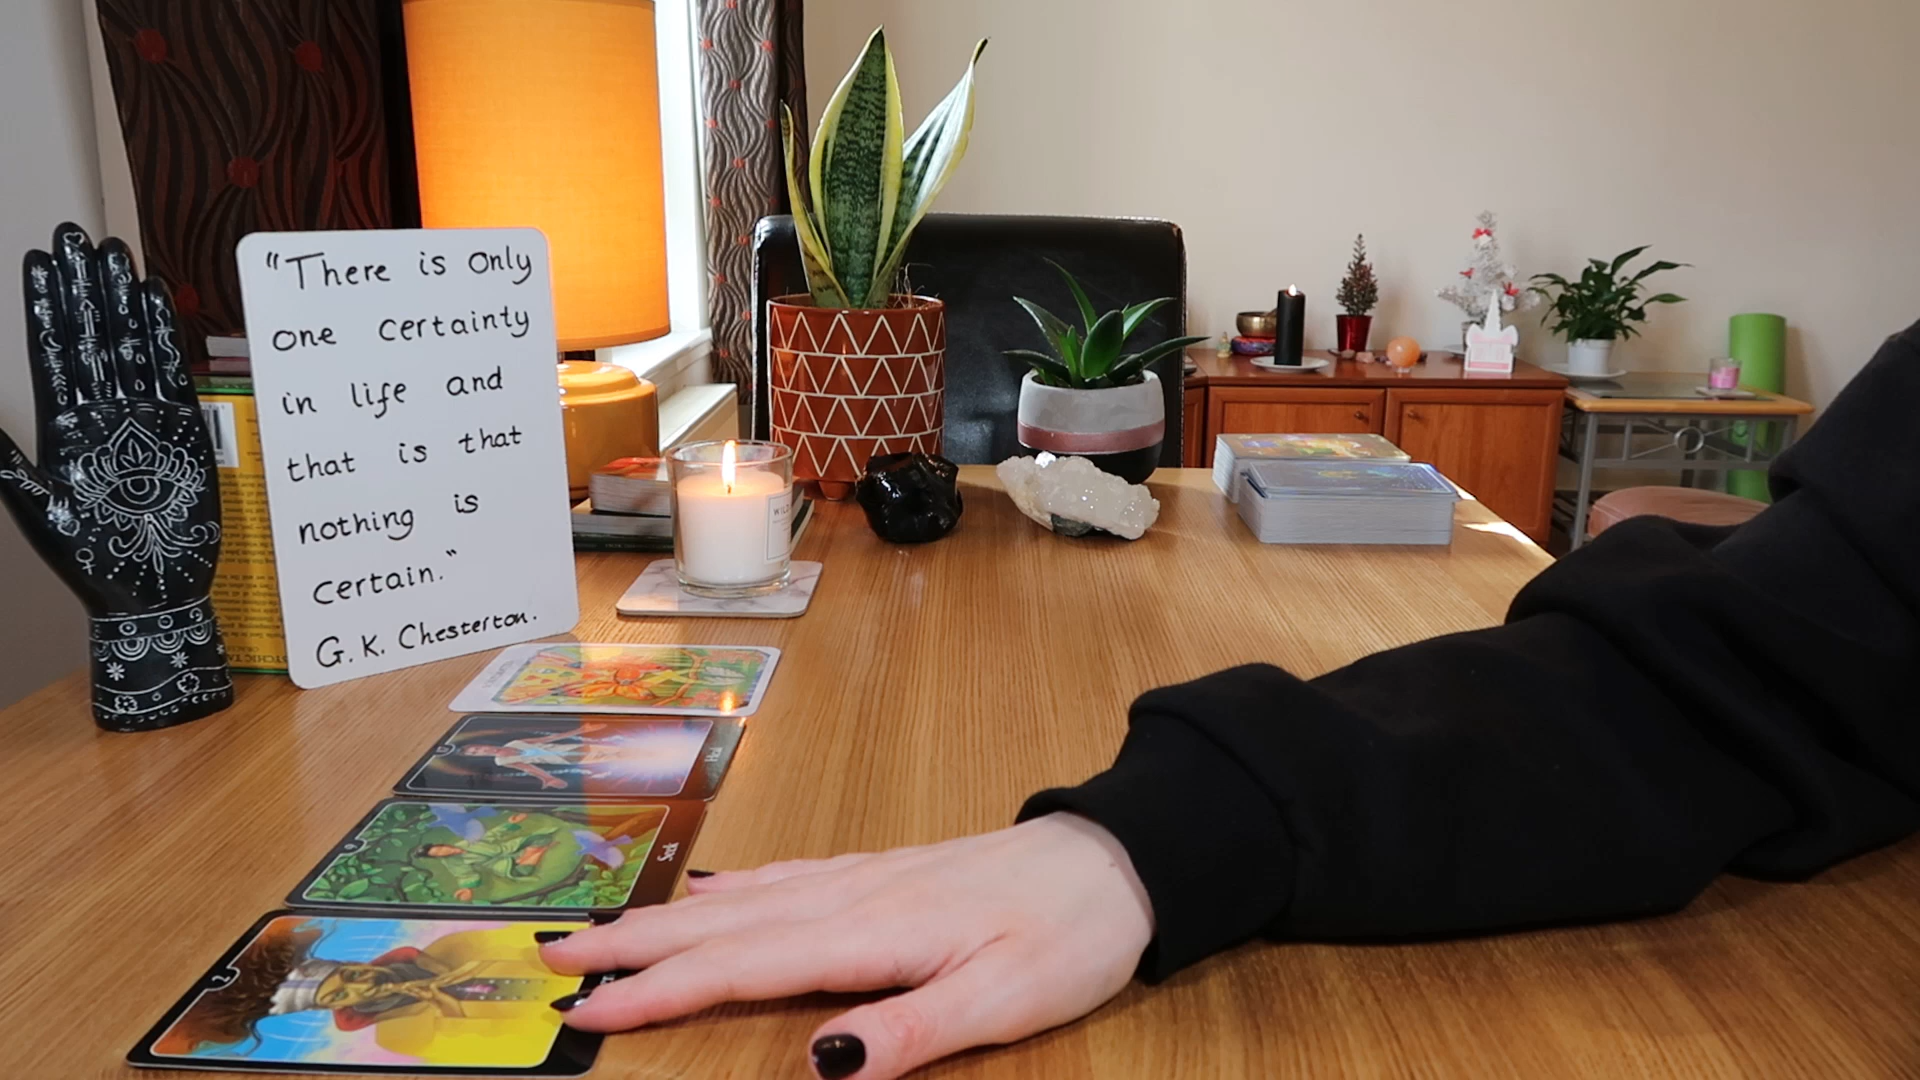 "There is only
one certainty
in life and
that is that
nothing is
certain."
G. K. Chesterton.